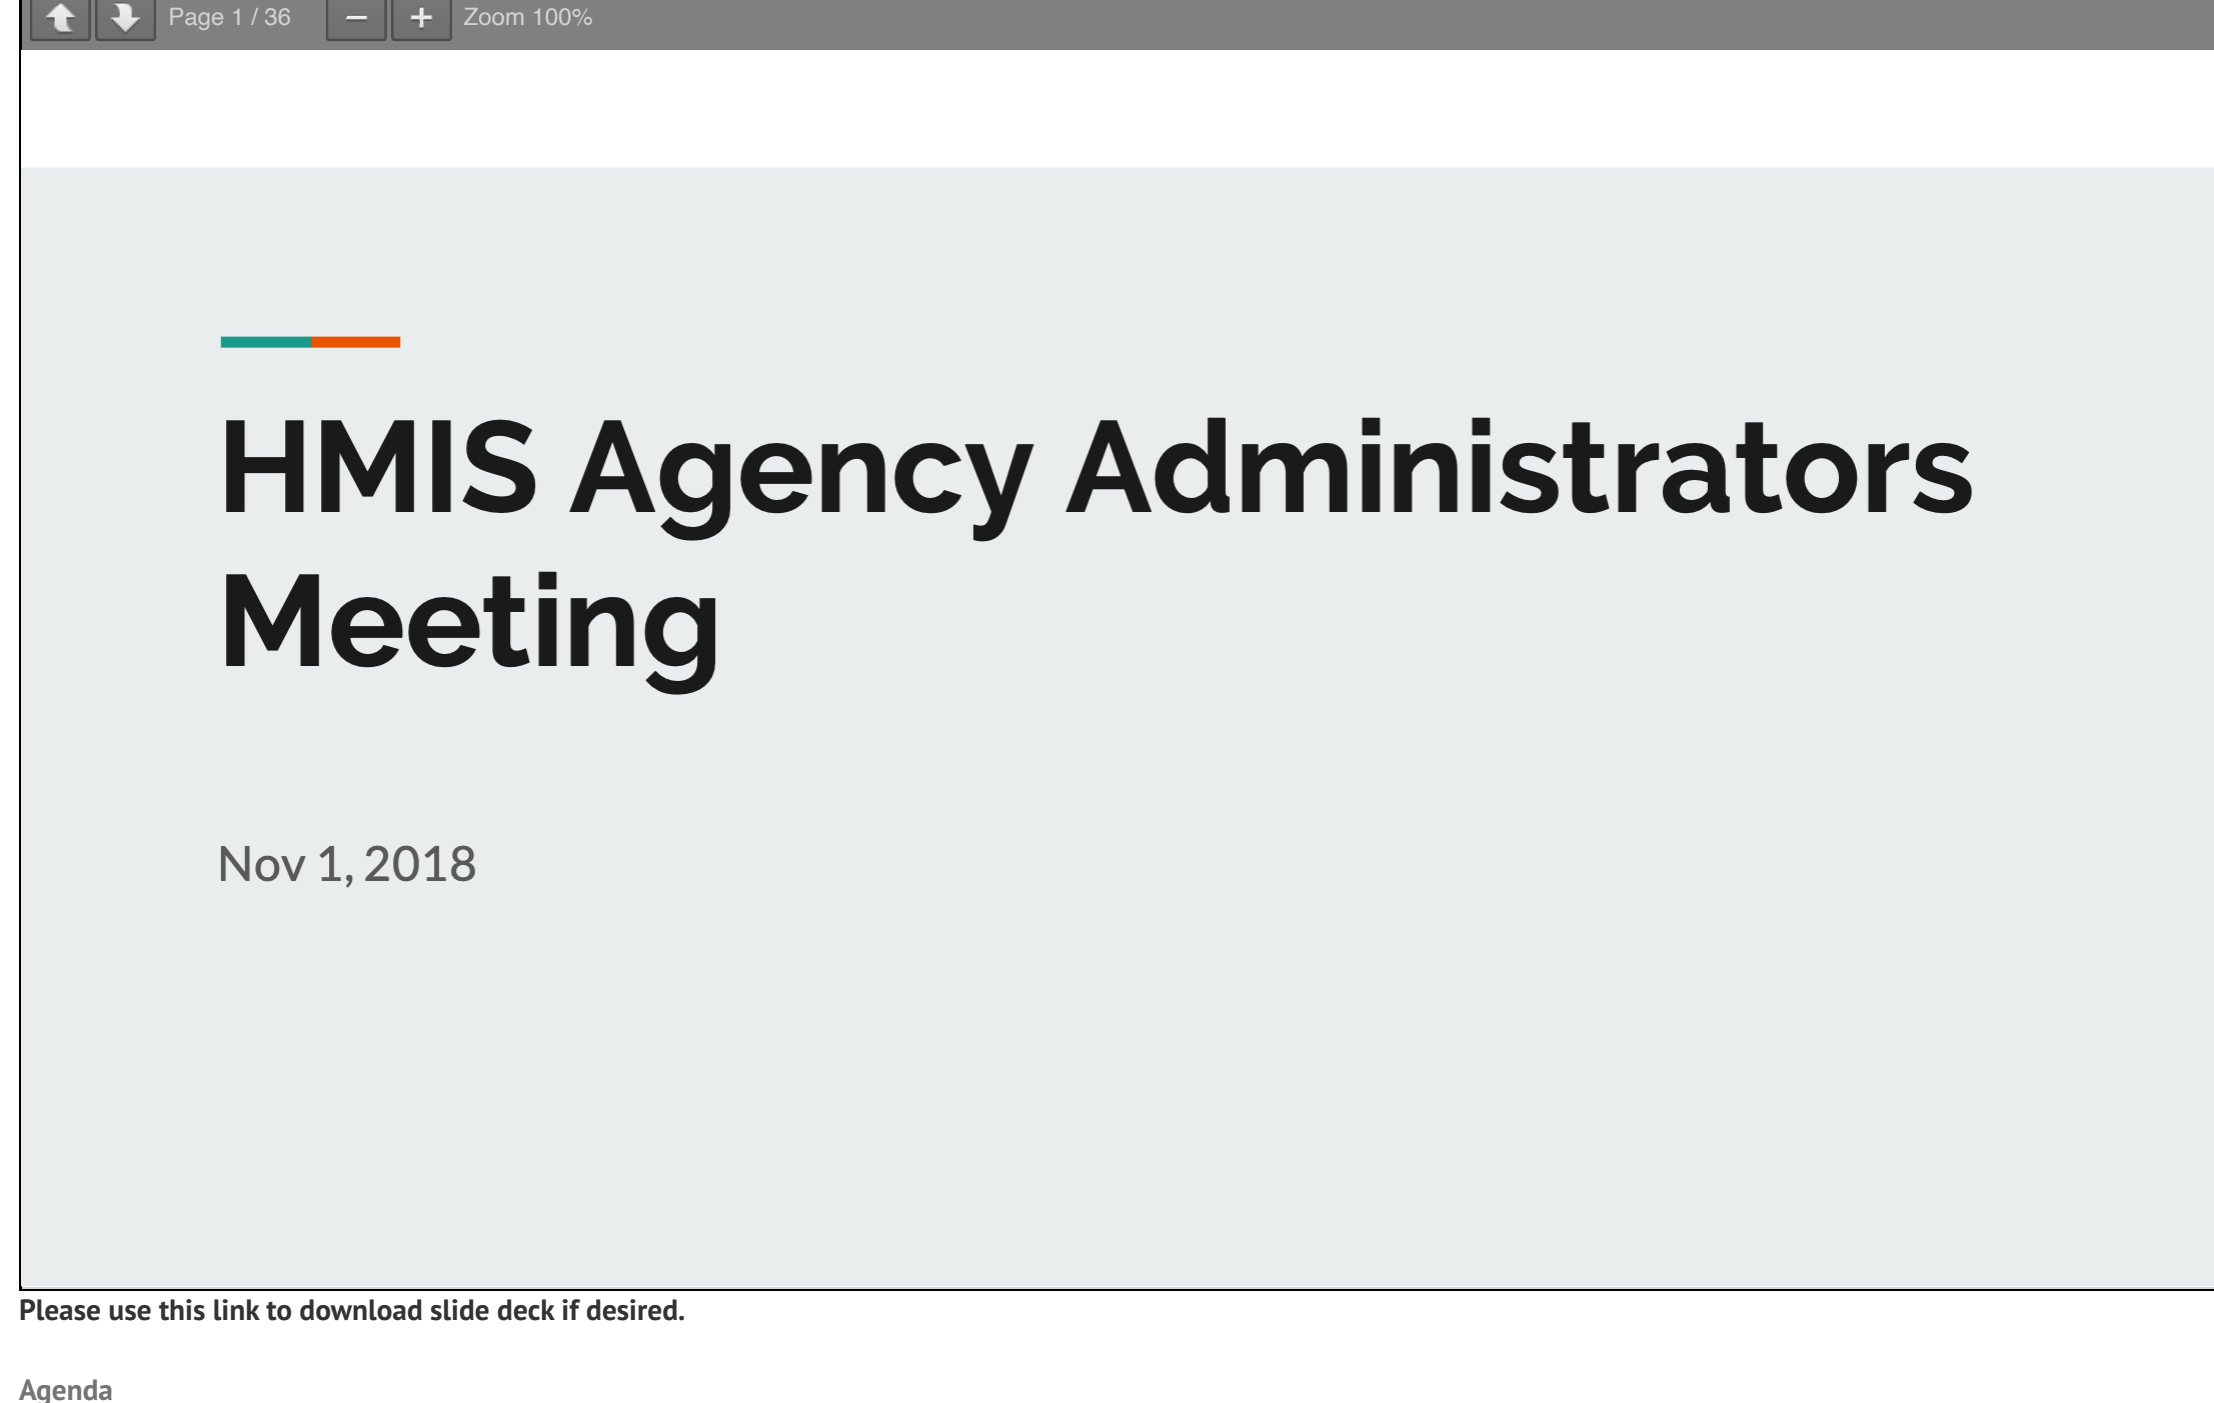 Page 1 / 36 Zoom 100%
HMIS Agency Administrators
Meeting
Nov 1, 2018
Please use this link to download slide deck if desired.
Agenda